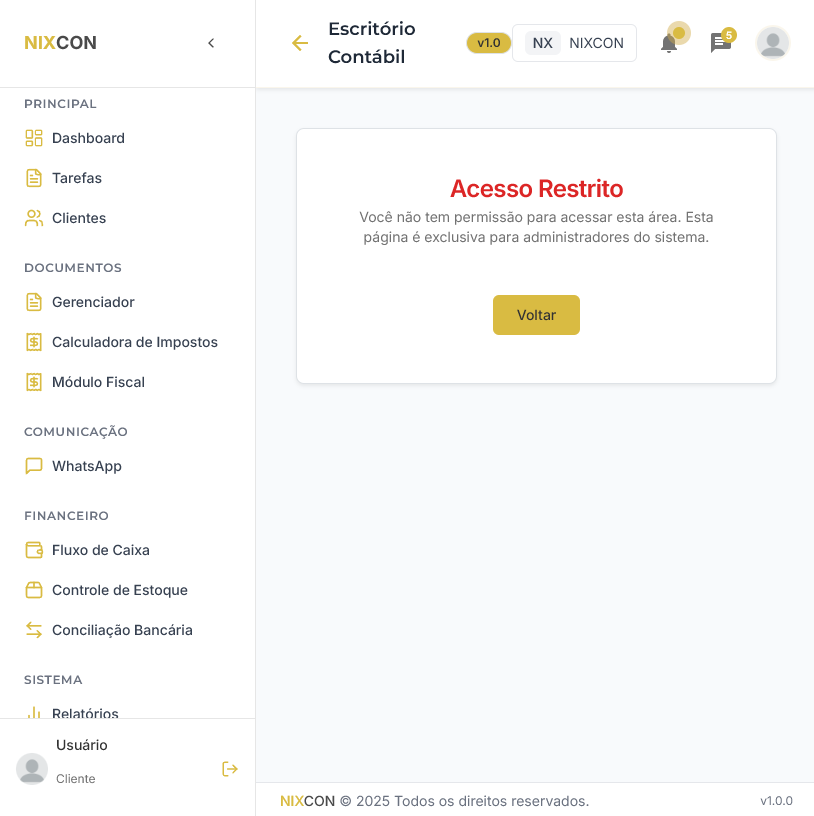 NIXCON
PRINCIPAL
Dashboard
Tarefas
Clientes
DOCUMENTOS
Gerenciador
Calculadora de Impostos
Módulo Fiscal
COMUNICAÇÃO
WhatsApp
FINANCEIRO
Fluxo de Caixa
Controle de Estoque
Conciliação Bancária
SISTEMA
Relatórios
Usuário
Cliente
Escritório
Contábil
v1.0
NX NIXCON
5
Acesso Restrito
Você não tem permissão para acessar esta área. Esta
página é exclusiva para administradores do sistema.
Voltar
NIXCON © 2025 Todos os direitos reservados.
v1.0.0